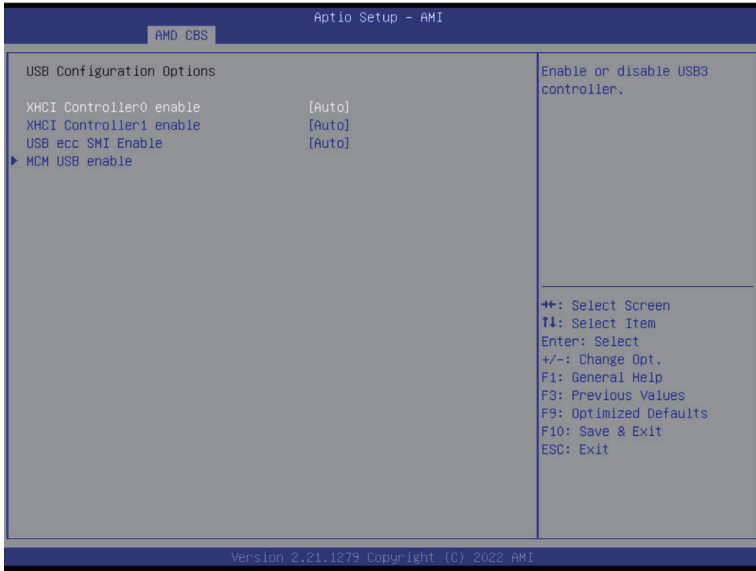 Aptio Setup – AMI
AMD CBS
USB Configuration Options
XHCI Controller0 enable [Auto]
XHCI Controller1 enable [Auto]
USB ecc SMI Enable [Auto]
MCM USB enable
Enable or disable USB3
controller.
→←: Select Screen
↑↓: Select Item
Enter: Select
+/-: Change Opt.
F1: General Help
F3: Previous Values
F9: Optimized Defaults
F10: Save & Exit
ESC: Exit
Version 2.21.1279 Copyright (C) 2022 AMI